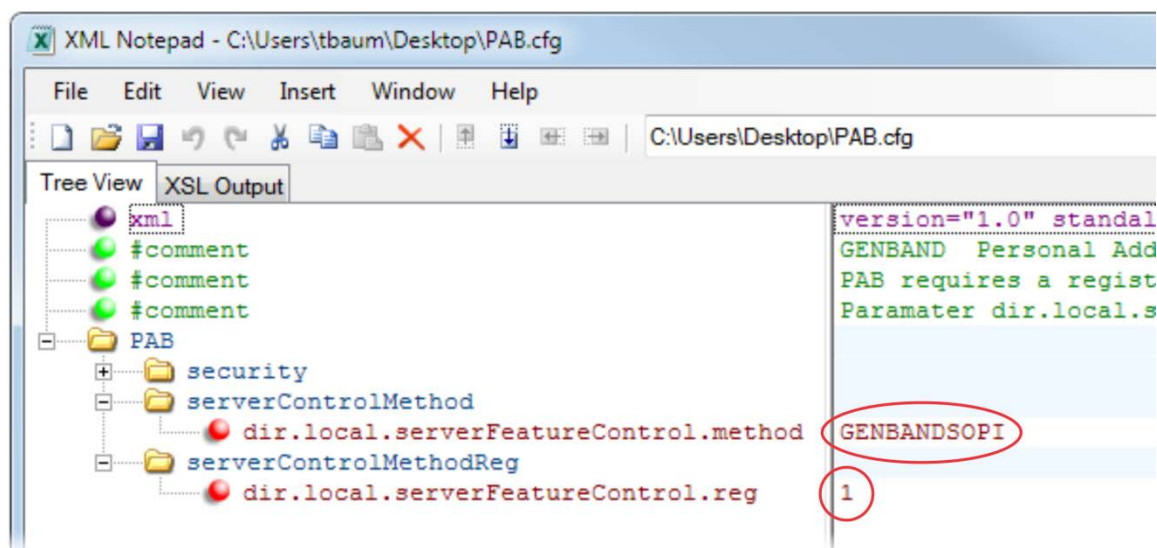 XML Notepad - C:\Users\tbaum\Desktop\PAB.cfg
File Edit View Insert Window Help
C:\Users\Desktop\PAB.cfg
Tree View XSL Output
xml version="1.0" standal
#comment GENBAND Personal Add
#comment PAB requires a regist
#comment Paramater dir.local.s
PAB
security
serverControlMethod
dir.local.serverFeatureControl.method GENBANDSOPI
serverControlMethodReg
dir.local.serverFeatureControl.reg 1